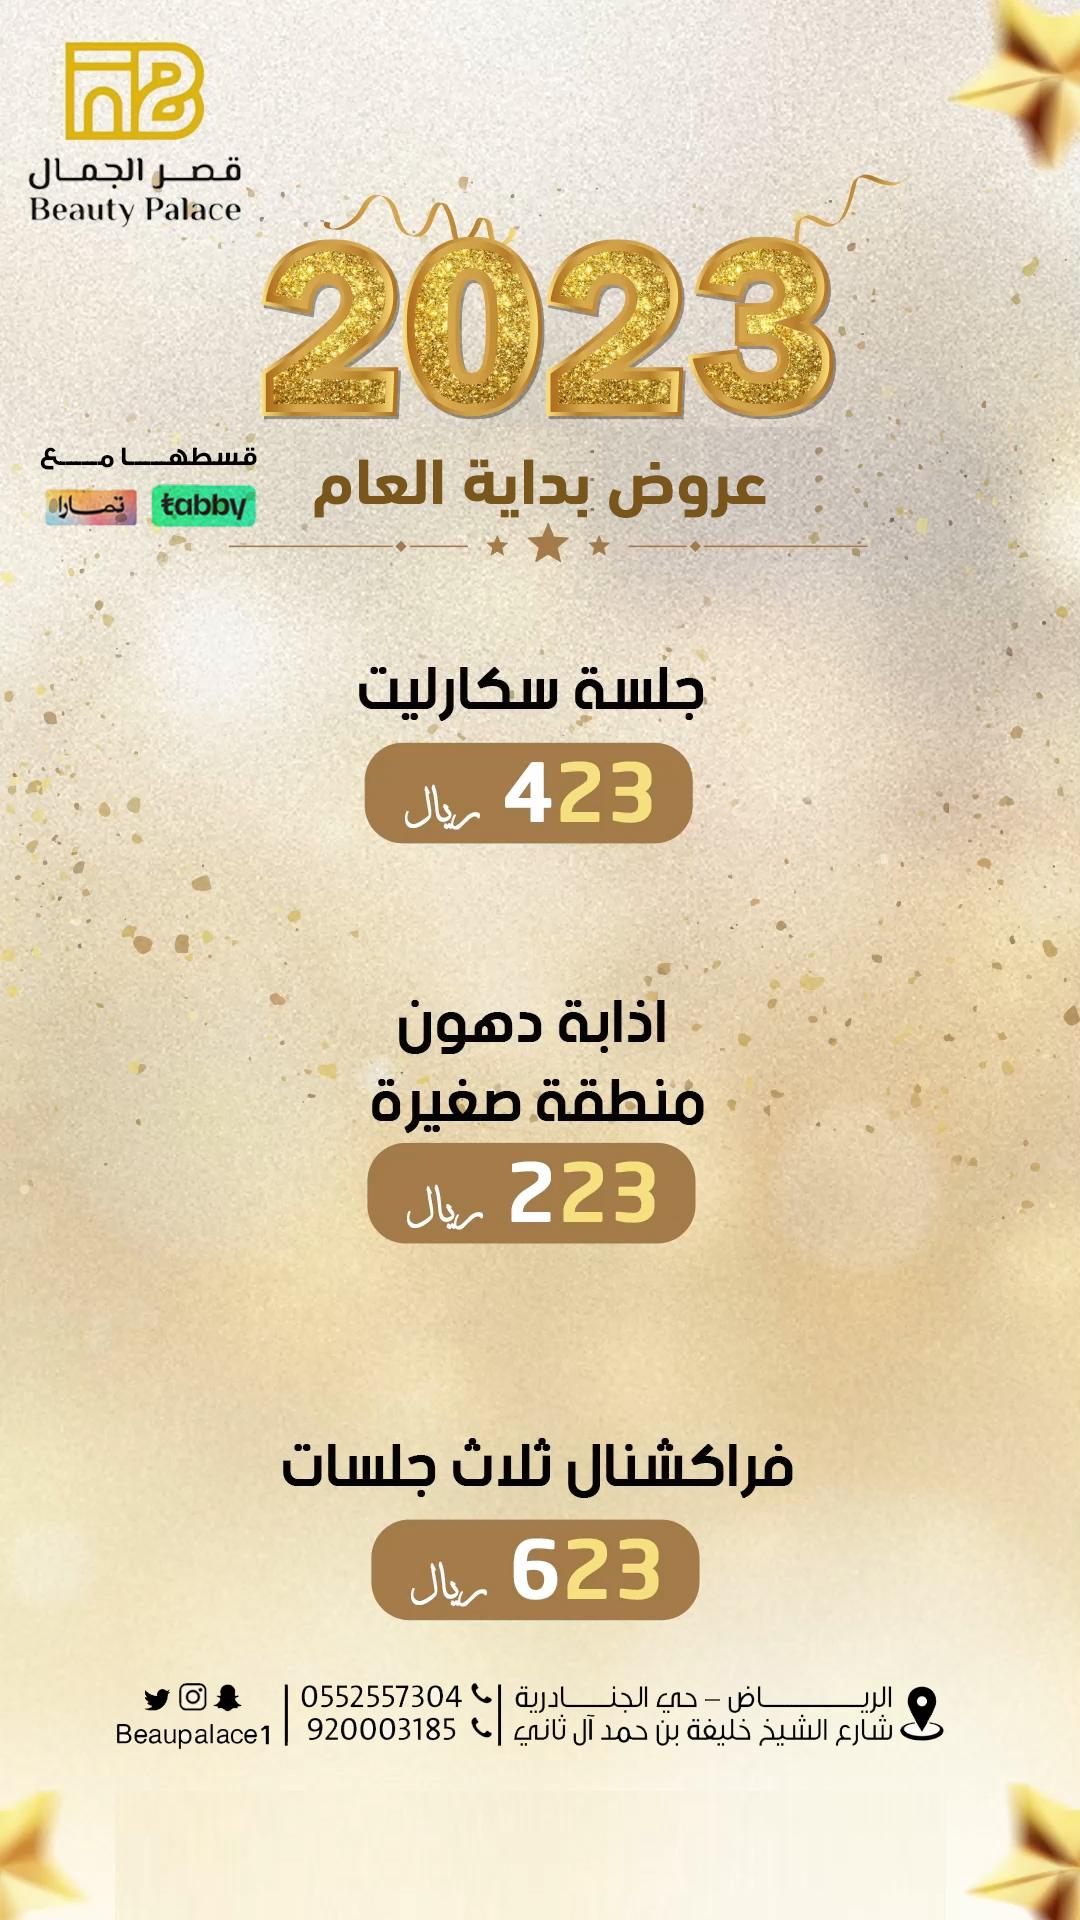 قصر الجمال
Beauty Palace
2023
عروض بداية العام
قسطها مع
تمارا tabby
جلسة سكارليت
423 ريال
اذابة دهون
منطقة صغيرة
223 ريال
فراكشنال ثلاث جلسات
623 ريال
الرياض – حي الجنادرية
شارع الشيخ خليفة بن حمد آل ثاني
0552557304
920003185
Beaupalace1